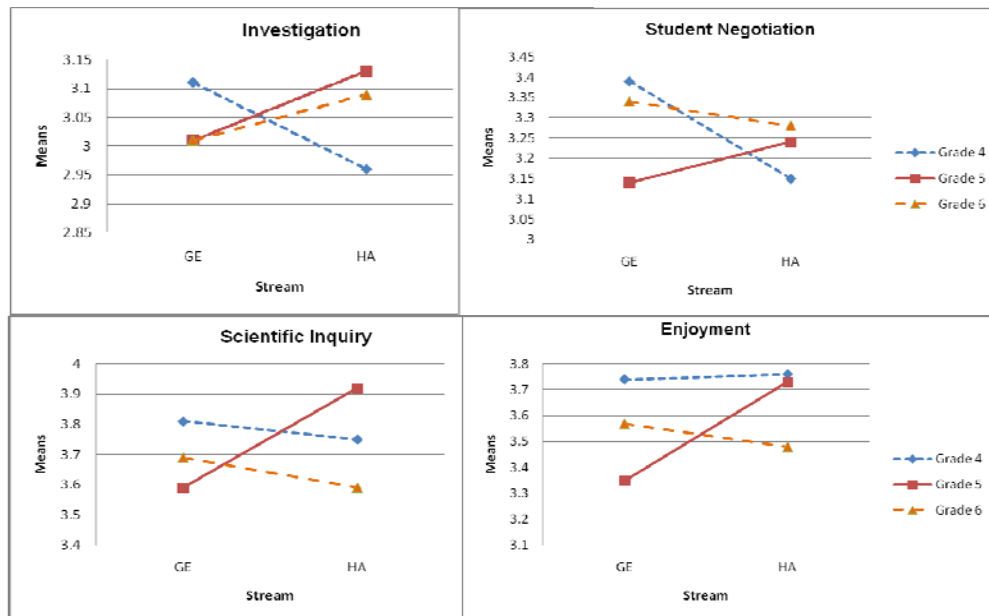 Investigation
3.15
3.1
3.05
3
2.95
2.9
2.85
Means
GE
HA
Stream
Student Negotiation
3.45
3.4
3.35
3.3
3.25
3.2
3.15
3.1
3.05
3
Means
GE
HA
Stream
Grade 4
Grade 5
Grade 6
Scientific Inquiry
4
3.9
3.8
3.7
3.6
3.5
3.4
Means
GE
HA
Stream
Enjoyment
3.8
3.7
3.6
3.5
3.4
3.3
3.2
3.1
Means
GE
HA
Stream
Grade 4
Grade 5
Grade 6